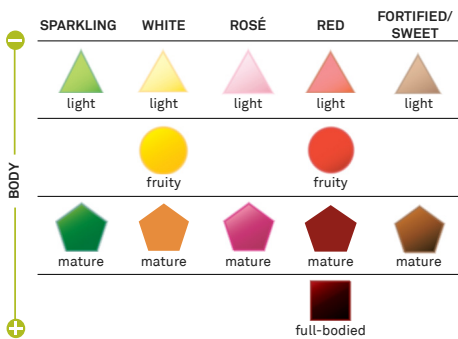 SPARKLING WHITE ROSÉ RED FORTIFIED/
SWEET
light light light light light
fruity fruity
BODY
mature mature mature mature mature
full-bodied